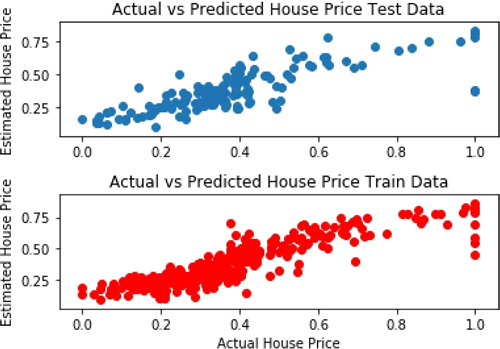 Actual vs Predicted House Price Test Data
Estimated House Price
0.75
0.50
0.25
0.0 0.2 0.4 0.6 0.8 1.0
Actual vs Predicted House Price Train Data
Estimated House Price
0.75
0.50
0.25
0.0 0.2 0.4 0.6 0.8 1.0
Actual House Price